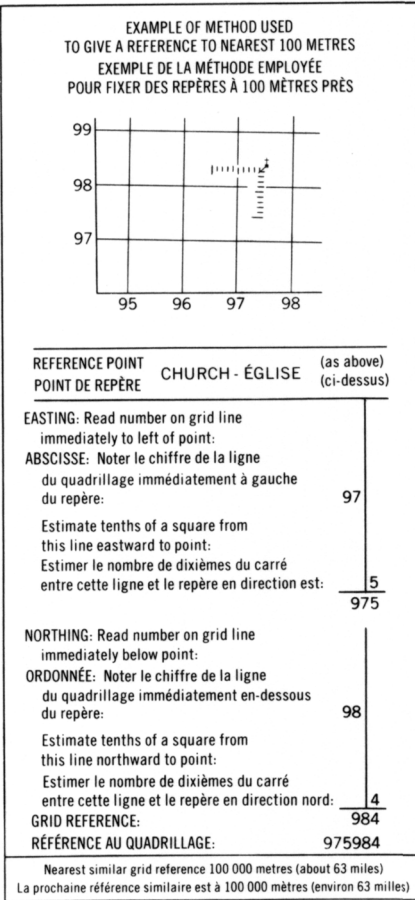 EXAMPLE OF METHOD USED
TO GIVE A REFERENCE TO NEAREST 100 METRES
EXEMPLE DE LA MÉTHODE EMPLOYÉE
POUR FIXER DES REPÈRES À 100 MÈTRES PRÈS
99
98
97
95 96 97 98
REFERENCE POINT
POINT DE REPÈRE
CHURCH - ÉGLISE
(as above)
(ci-dessus)
EASTING: Read number on grid line
immediately to left of point:
ABSCISSE: Noter le chiffre de la ligne
du quadrillage immédiatement à gauche
du repère: 97
Estimate tenths of a square from
this line eastward to point:
Estimer le nombre de dixièmes du carré
entre cette ligne et le repère en direction est: 5
975
NORTHING: Read number on grid line
immediately below point:
ORDONNÉE: Noter le chiffre de la ligne
du quadrillage immédiatement en-dessous
du repère: 98
Estimate tenths of a square from
this line northward to point:
Estimer le nombre de dixièmes du carré
entre cette ligne et le repère en direction nord: 4
GRID REFERENCE: 984
RÉFÉRENCE AU QUADRILLAGE: 975984
Nearest similar grid reference 100 000 metres (about 63 miles)
La prochaine référence similaire est à 100 000 mètres (environ 63 milles)